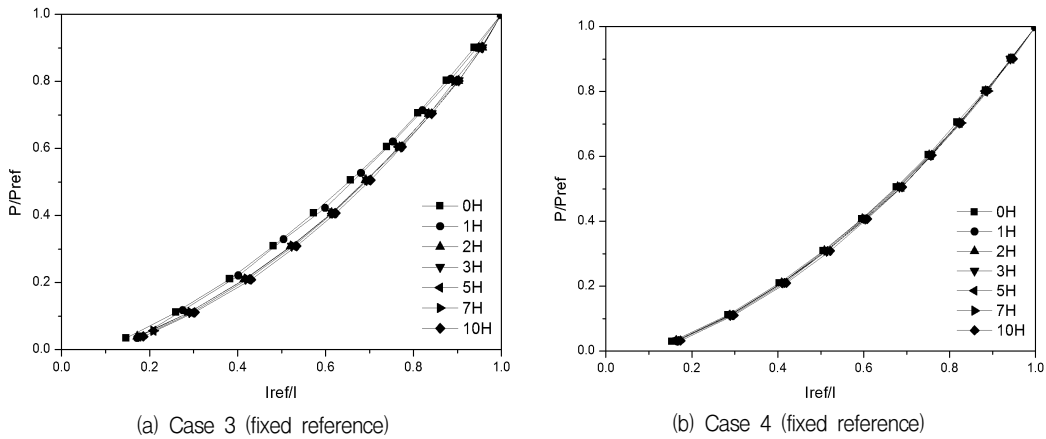 1.0
0.8
0.6
0.4
0.2
0.0
P/Pref
0.0 0.2 0.4 0.6 0.8 1.0
Iref/I
0H
1H
2H
3H
5H
7H
10H
(a) Case 3 (fixed reference)
1.0
0.8
0.6
0.4
0.2
0.0
P/Pref
0.0 0.2 0.4 0.6 0.8 1.0
Iref/I
0H
1H
2H
3H
5H
7H
10H
(b) Case 4 (fixed reference)